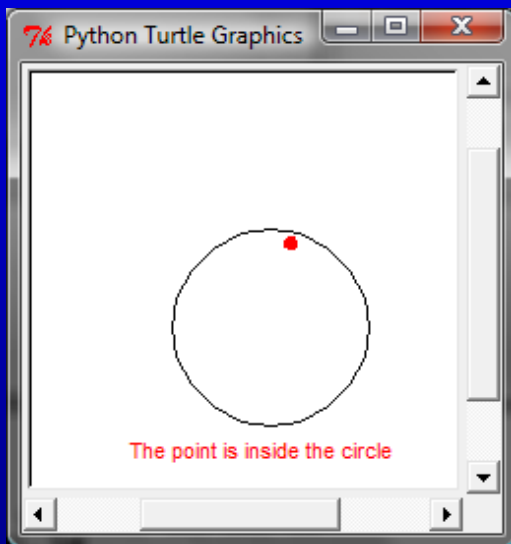 Python Turtle Graphics
The point is inside the circle